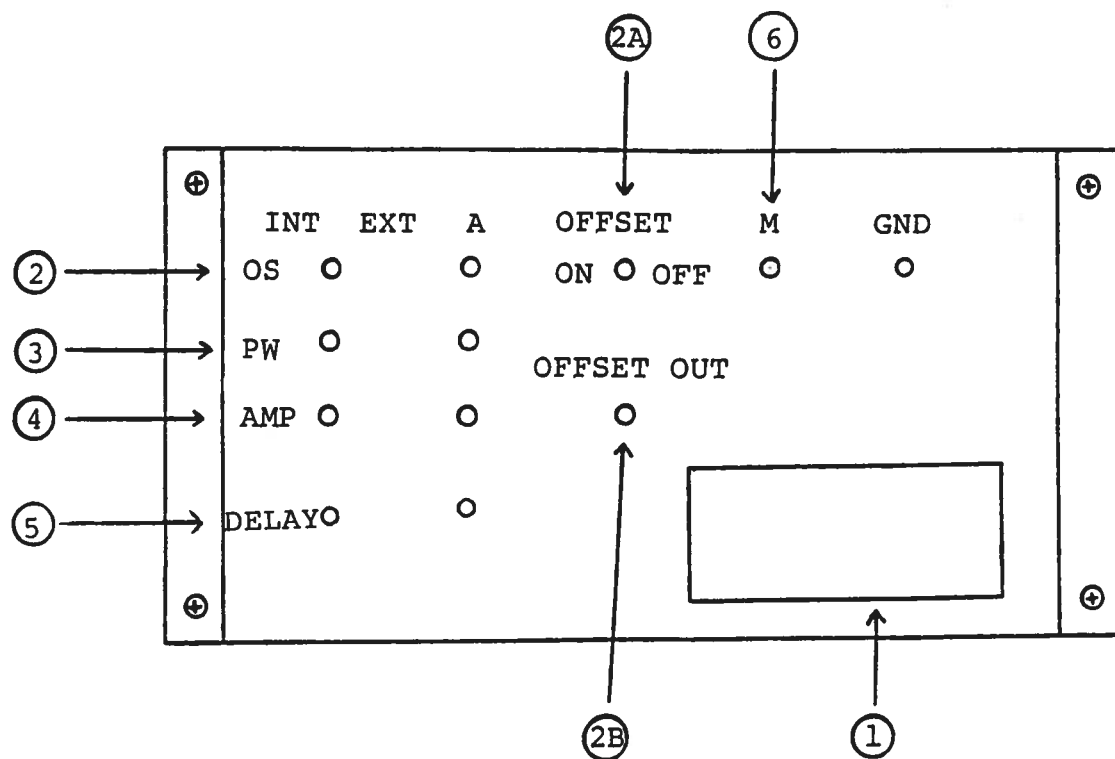 2A 6
INT EXT A OFFSET M GND
2 OS ON OFF
3 PW
OFFSET OUT
4 AMP
5 DELAY
2B 1